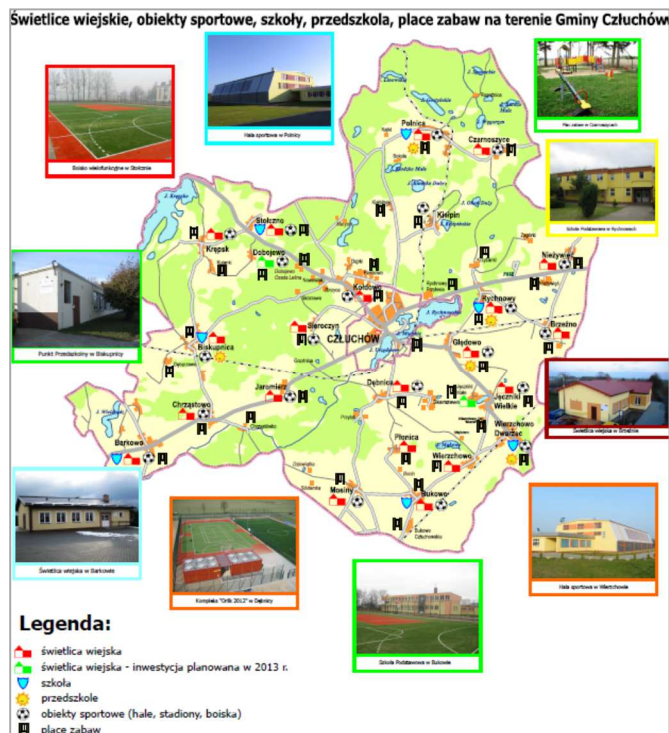 Świetlice wiejskie, obiekty sportowe, szkoły, przedszkola, place zabaw na terenie Gminy Człuchów
Boisko wielofunkcyjne w Stołcznie
Hala sportowa w Polnicy
Plac zabaw w Czarnoszycach
Szkoła Podstawowa w Rychnowach
Polnica
Czarnoszyce
Kiełpin
Stołczno
Krępsk
Dobojewo
Kołdowo
Nieżywięć
Rychnowy
Brzeźno
Sieroczyn
CZŁUCHÓW
Biskupnica
Ględowo
Jaromierz
Dębnica
Jęczniki
Wielkie
Chrząstowo
Wierzchowo
Dworzec
Barkowo
Płonica
Wierzchowo
Mosiny
Bukowo
Bukowo
Człuchowskie
Punkt Przedszkolny w Biskupnicy
Świetlica wiejska w Brzeźnie
Świetlica wiejska w Barkowie
Kompleks "Orlik 2012" w Dębnicy
Hala sportowa w Wierzchowie
Szkoła Podstawowa w Bukowie
Legenda:
świetlica wiejska
świetlica wiejska - inwestycja planowana w 2013 r.
szkoła
przedszkole
obiekty sportowe (hale, stadiony, boiska)
place zabaw